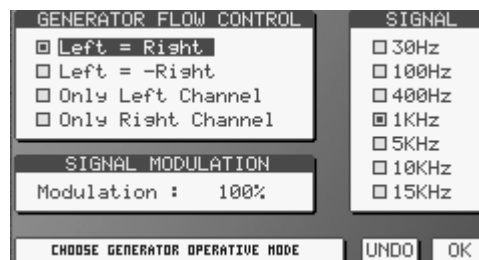 GENERATOR FLOW CONTROL
Left = Right
Left = -Right
Only Left Channel
Only Right Channel
SIGNAL MODULATION
Modulation : 100%
SIGNAL
30Hz
100Hz
400Hz
1KHz
5KHz
10KHz
15KHz
CHOOSE GENERATOR OPERATIVE MODE
UNDO
OK